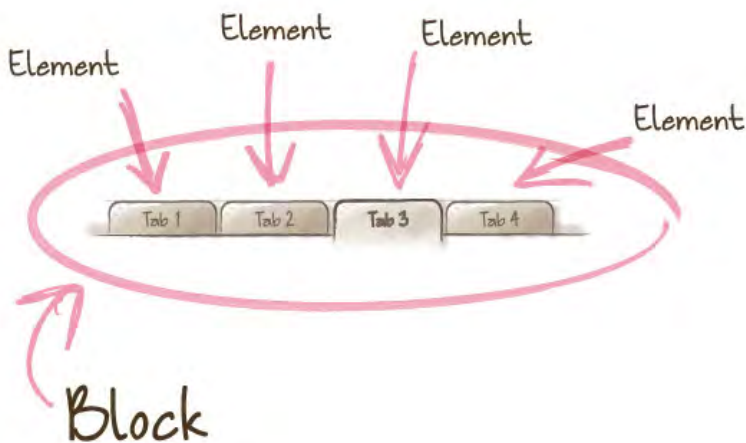 Element
Element
Element
Element
Tab 1
Tab 2
Tab 3
Tab 4
Block